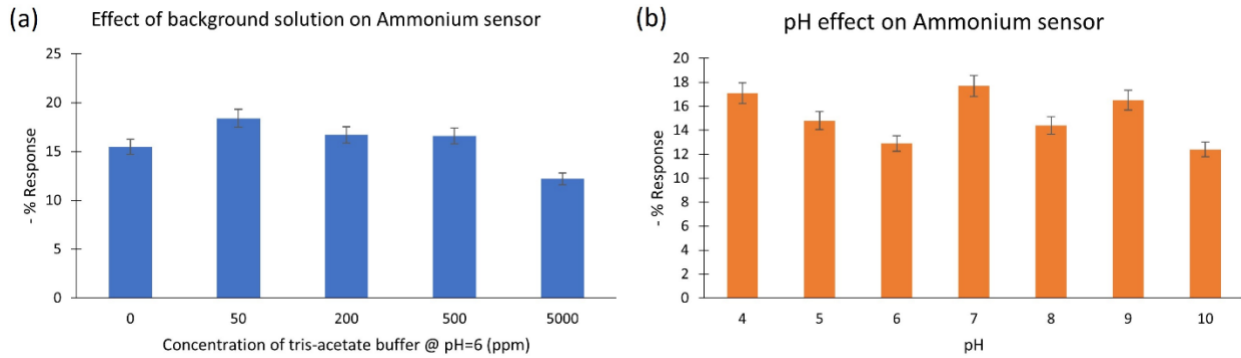 (a)
Effect of background solution on Ammonium sensor
25
20
15
10
5
0
- % Response
0 50 200 500 5000
Concentration of tris-acetate buffer @ pH=6 (ppm)
(b)
pH effect on Ammonium sensor
20
18
16
14
12
10
8
6
4
2
0
- % Response
4 5 6 7 8 9 10
pH